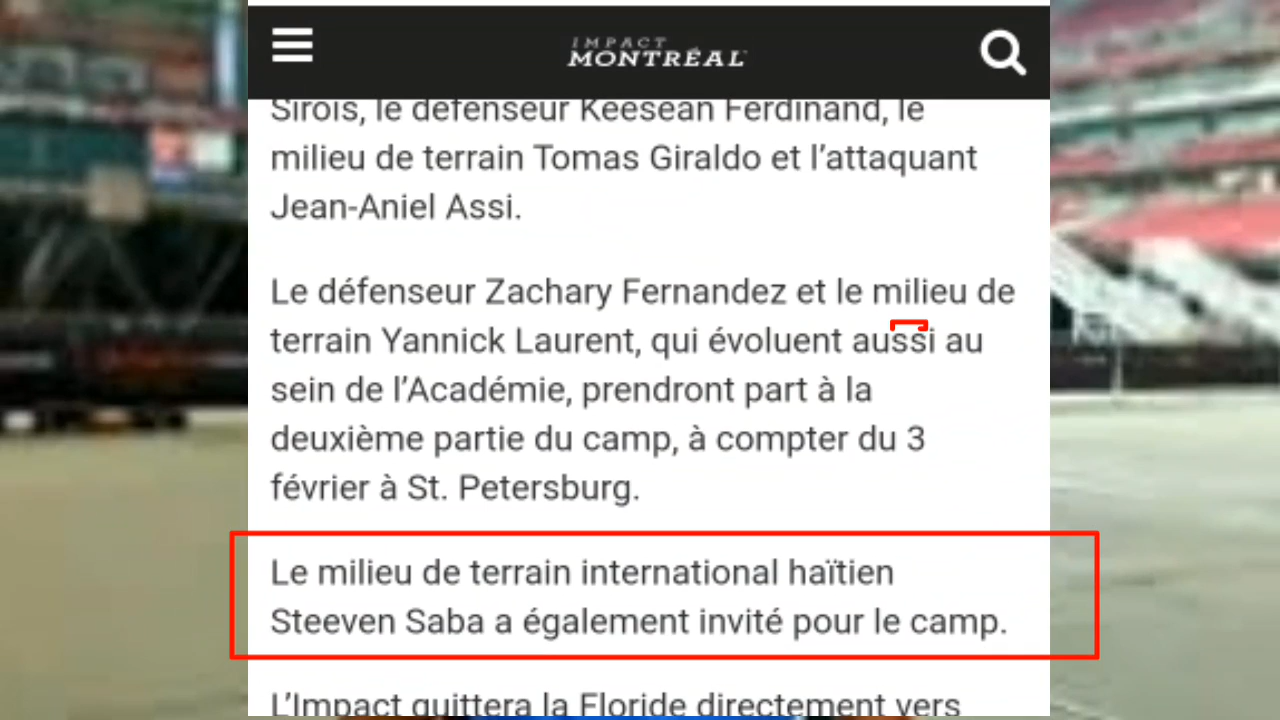 IMPACT
MONTRÉAL
Sirois, le défenseur Keesean Ferdinand, le
milieu de terrain Tomas Giraldo et l’attaquant
Jean-Aniel Assi.
Le défenseur Zachary Fernandez et le milieu de
terrain Yannick Laurent, qui évoluent aussi au
sein de l’Académie, prendront part à la
deuxième partie du camp, à compter du 3
février à St. Petersburg.
Le milieu de terrain international haïtien
Steeven Saba a également invité pour le camp.
L’Impact quittera la Floride directement vers